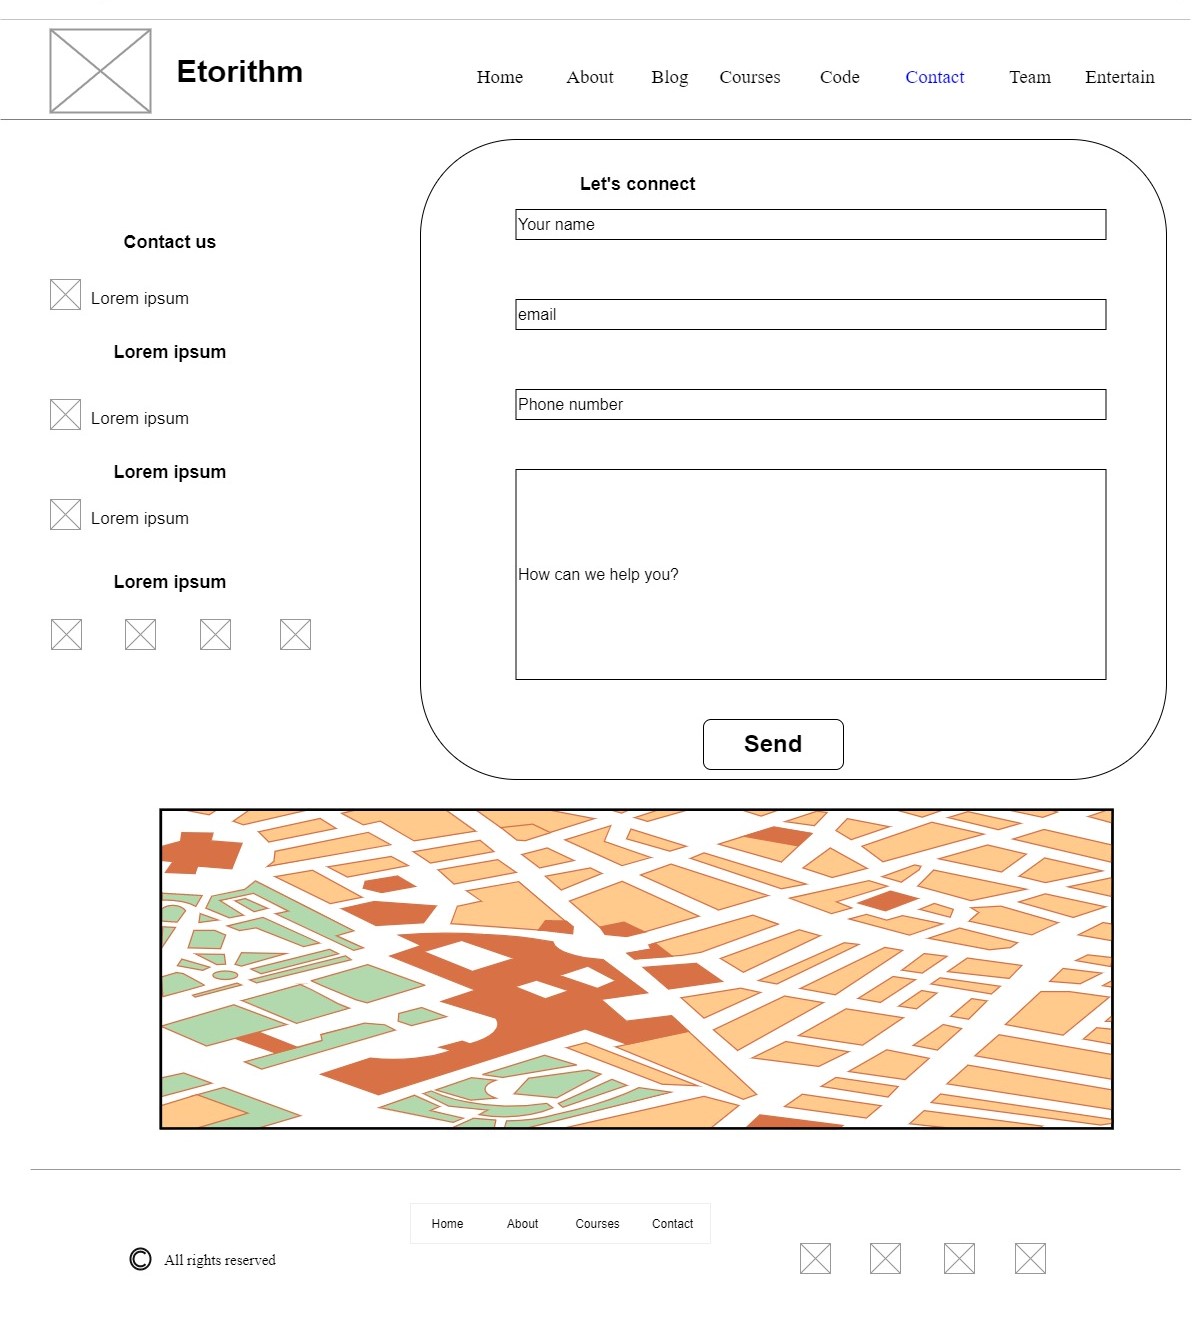 Etorithm
Home About Blog Courses Code Contact Team Entertain
Contact us
Lorem ipsum
Lorem ipsum
Lorem ipsum
Lorem ipsum
Lorem ipsum
Lorem ipsum
Let's connect
Your name
email
Phone number
How can we help you?
Send
Home About Courses Contact
© All rights reserved